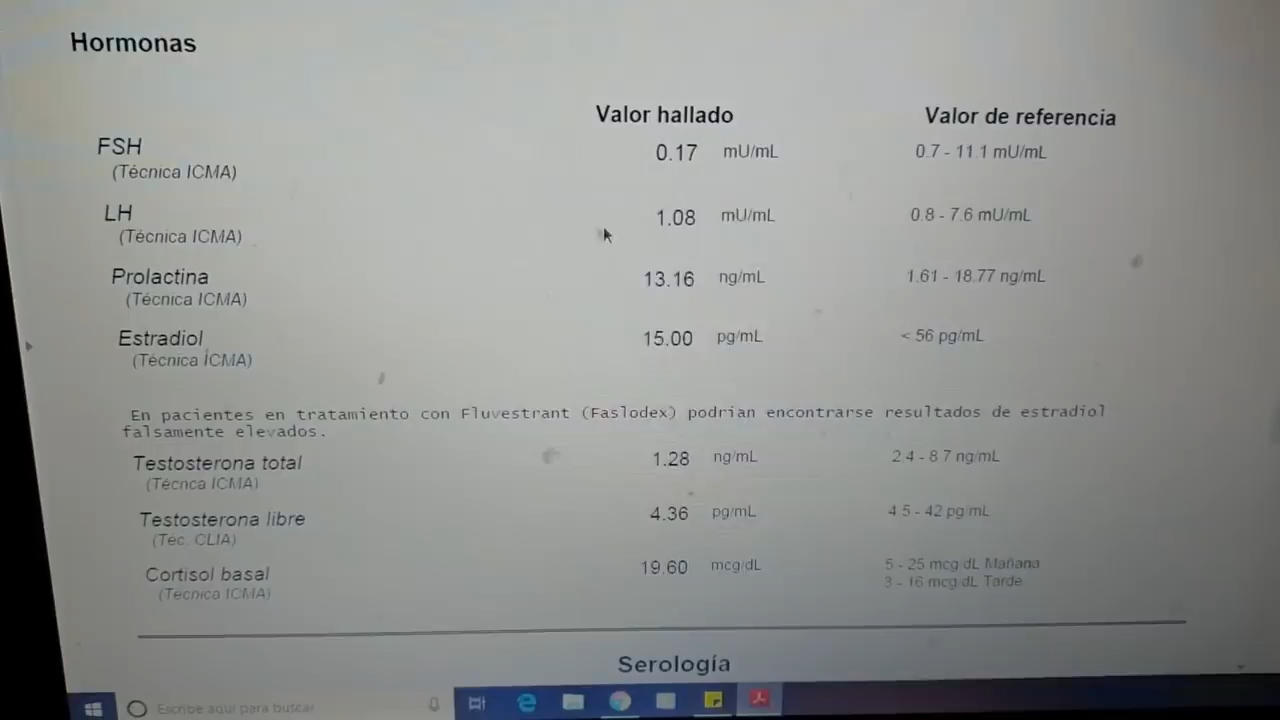 Hormonas
Valor hallado Valor de referencia
FSH 0.17 mU/mL 0.7 - 11.1 mU/mL
(Técnica ICMA)
LH 1.08 mU/mL 0.8 - 7.6 mU/mL
(Técnica ICMA)
Prolactina 13.16 ng/mL 1.61 - 18.77 ng/mL
(Técnica ICMA)
Estradiol 15.00 pg/mL < 56 pg/mL
(Técnica ICMA)
En pacientes en tratamiento con Fluvestrant (Faslodex) podrian encontrarse resultados de estradiol
falsamente elevados.
Testosterona total 1.28 ng/mL 2.4 - 8.7 ng/mL
(Técnca ICMA)
Testosterona libre 4.36 pg/mL 4.5 - 42 pg/mL
(Téc. CLIA)
Cortisol basal 19.60 mcg/dL 5 - 25 mcg/dL Mañana
(Técnica ICMA) 3 - 16 mcg/dL Tarde
Serología
Escribe aquí para buscar